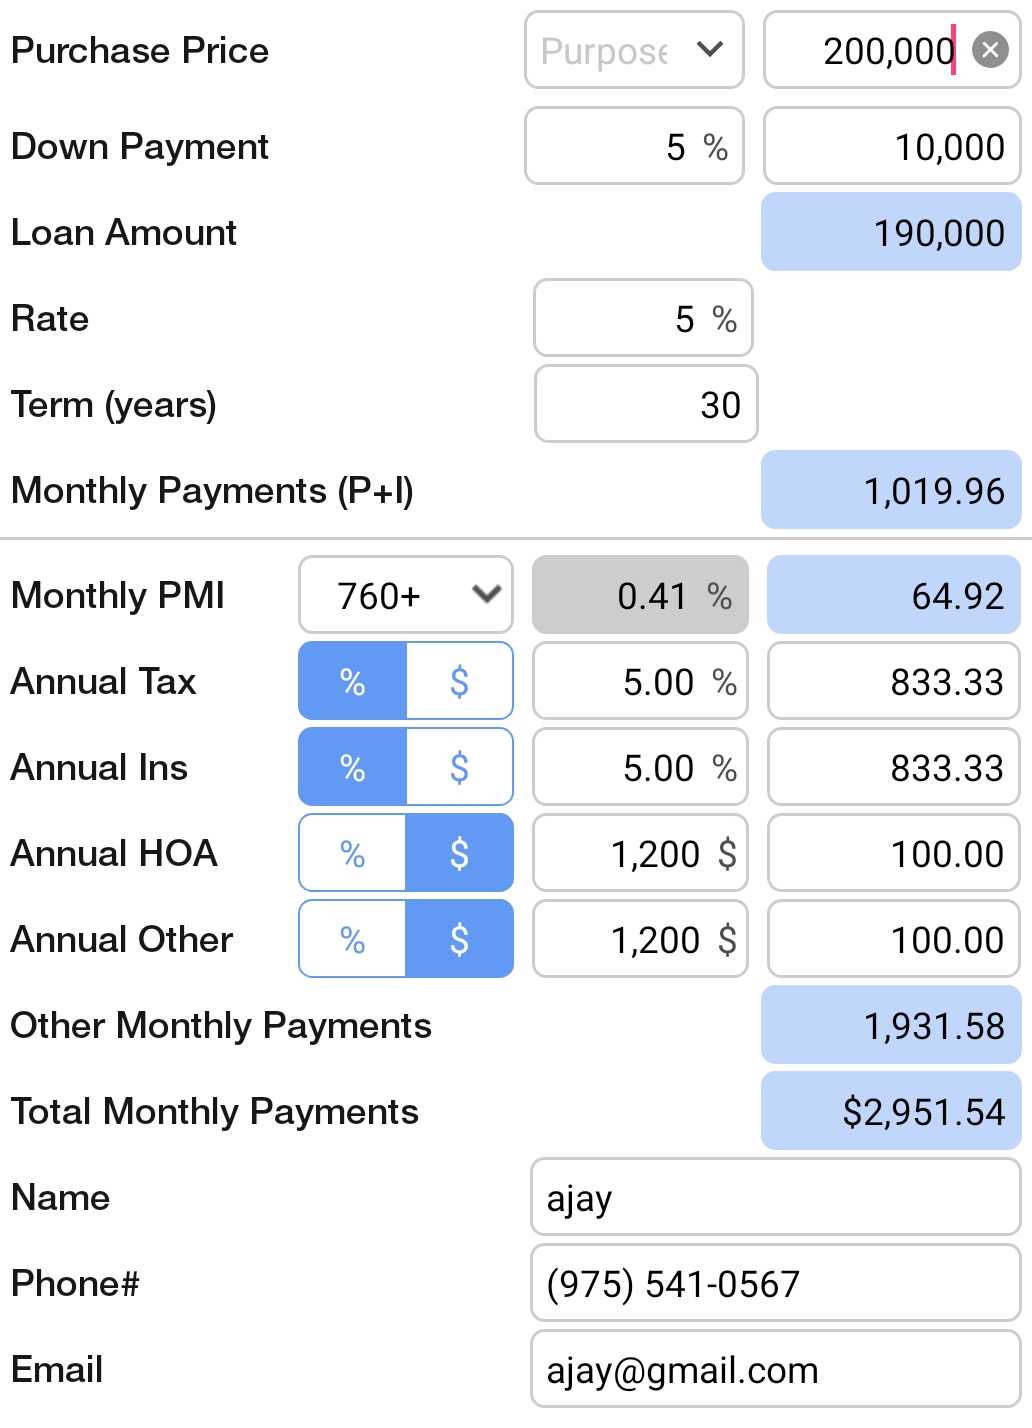 Purchase Price Purpose 200,000
Down Payment 5 % 10,000
Loan Amount 190,000
Rate 5 %
Term (years) 30
Monthly Payments (P+I) 1,019.96
Monthly PMI 760+ 0.41 % 64.92
Annual Tax % $ 5.00 % 833.33
Annual Ins % $ 5.00 % 833.33
Annual HOA % $ 1,200 $ 100.00
Annual Other % $ 1,200 $ 100.00
Other Monthly Payments 1,931.58
Total Monthly Payments $2,951.54
Name ajay
Phone# (975) 541-0567
Email ajay@gmail.com